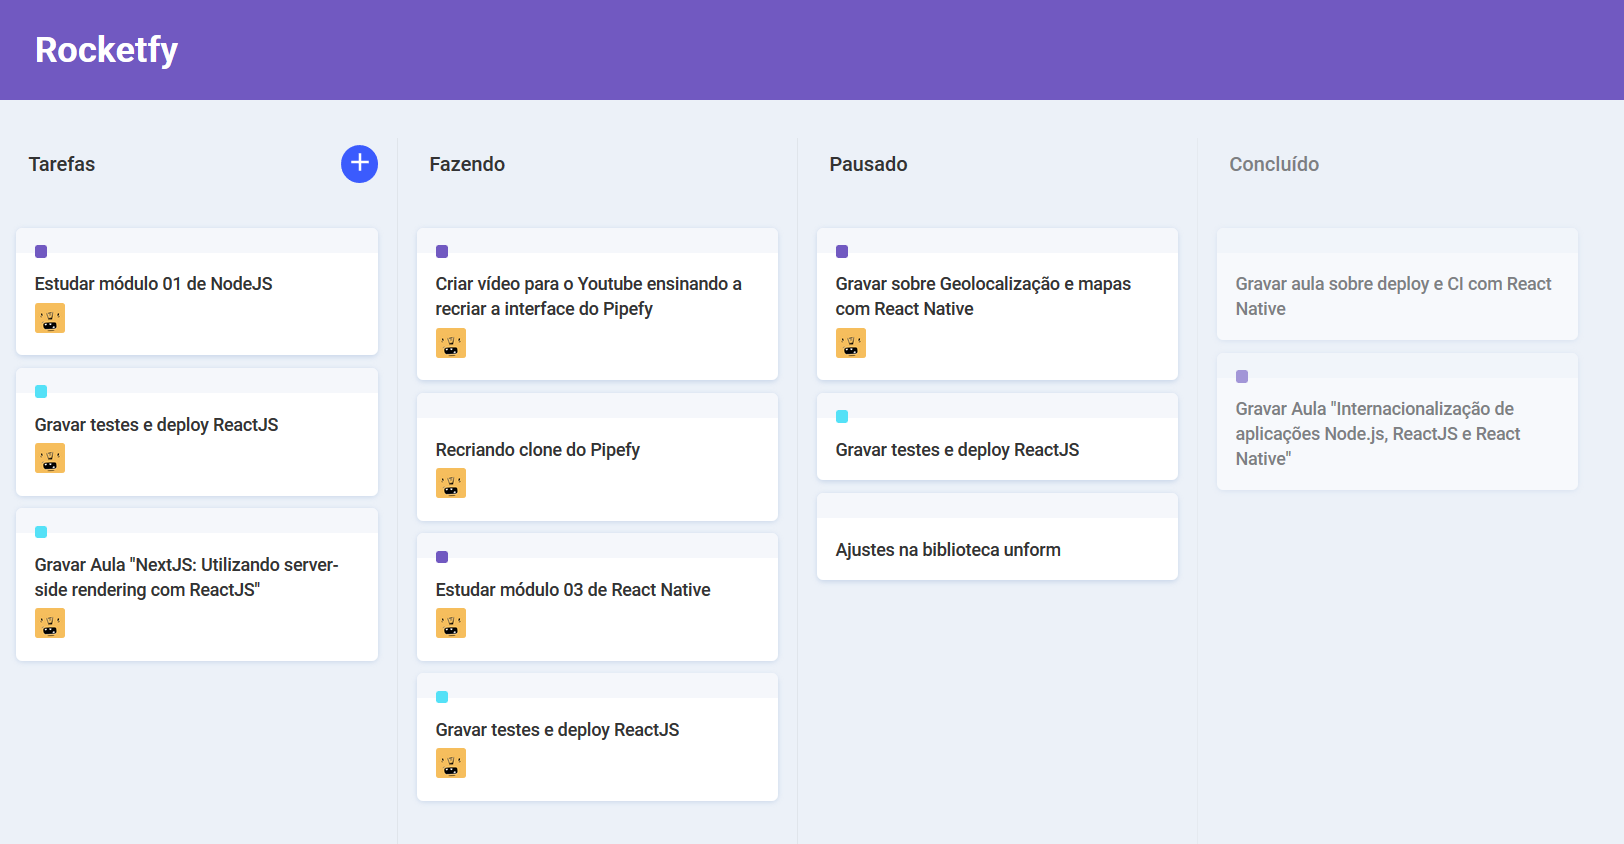 Rocketfy
Tarefas
Estudar módulo 01 de NodeJS
Gravar testes e deploy ReactJS
Gravar Aula "NextJS: Utilizando server-
side rendering com ReactJS"
Fazendo
Criar vídeo para o Youtube ensinando a
recriar a interface do Pipefy
Recriando clone do Pipefy
Estudar módulo 03 de React Native
Gravar testes e deploy ReactJS
Pausado
Gravar sobre Geolocalização e mapas
com React Native
Gravar testes e deploy ReactJS
Ajustes na biblioteca unform
Concluído
Gravar aula sobre deploy e CI com React
Native
Gravar Aula "Internacionalização de
aplicações Node.js, ReactJS e React
Native"